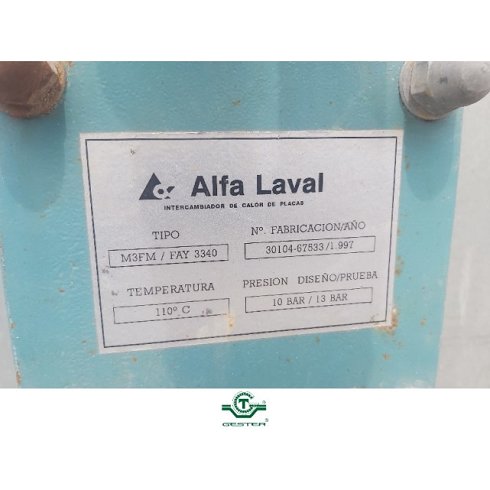 Alfa Laval
INTERCAMBIADOR DE CALOR DE PLACAS
TIPO
M3FM / FAY 3340
Nº. FABRICACION/AÑO
30104-67533/1.997
TEMPERATURA
110º C
PRESION DISEÑO/PRUEBA
10 BAR / 13 BAR
GESTER®